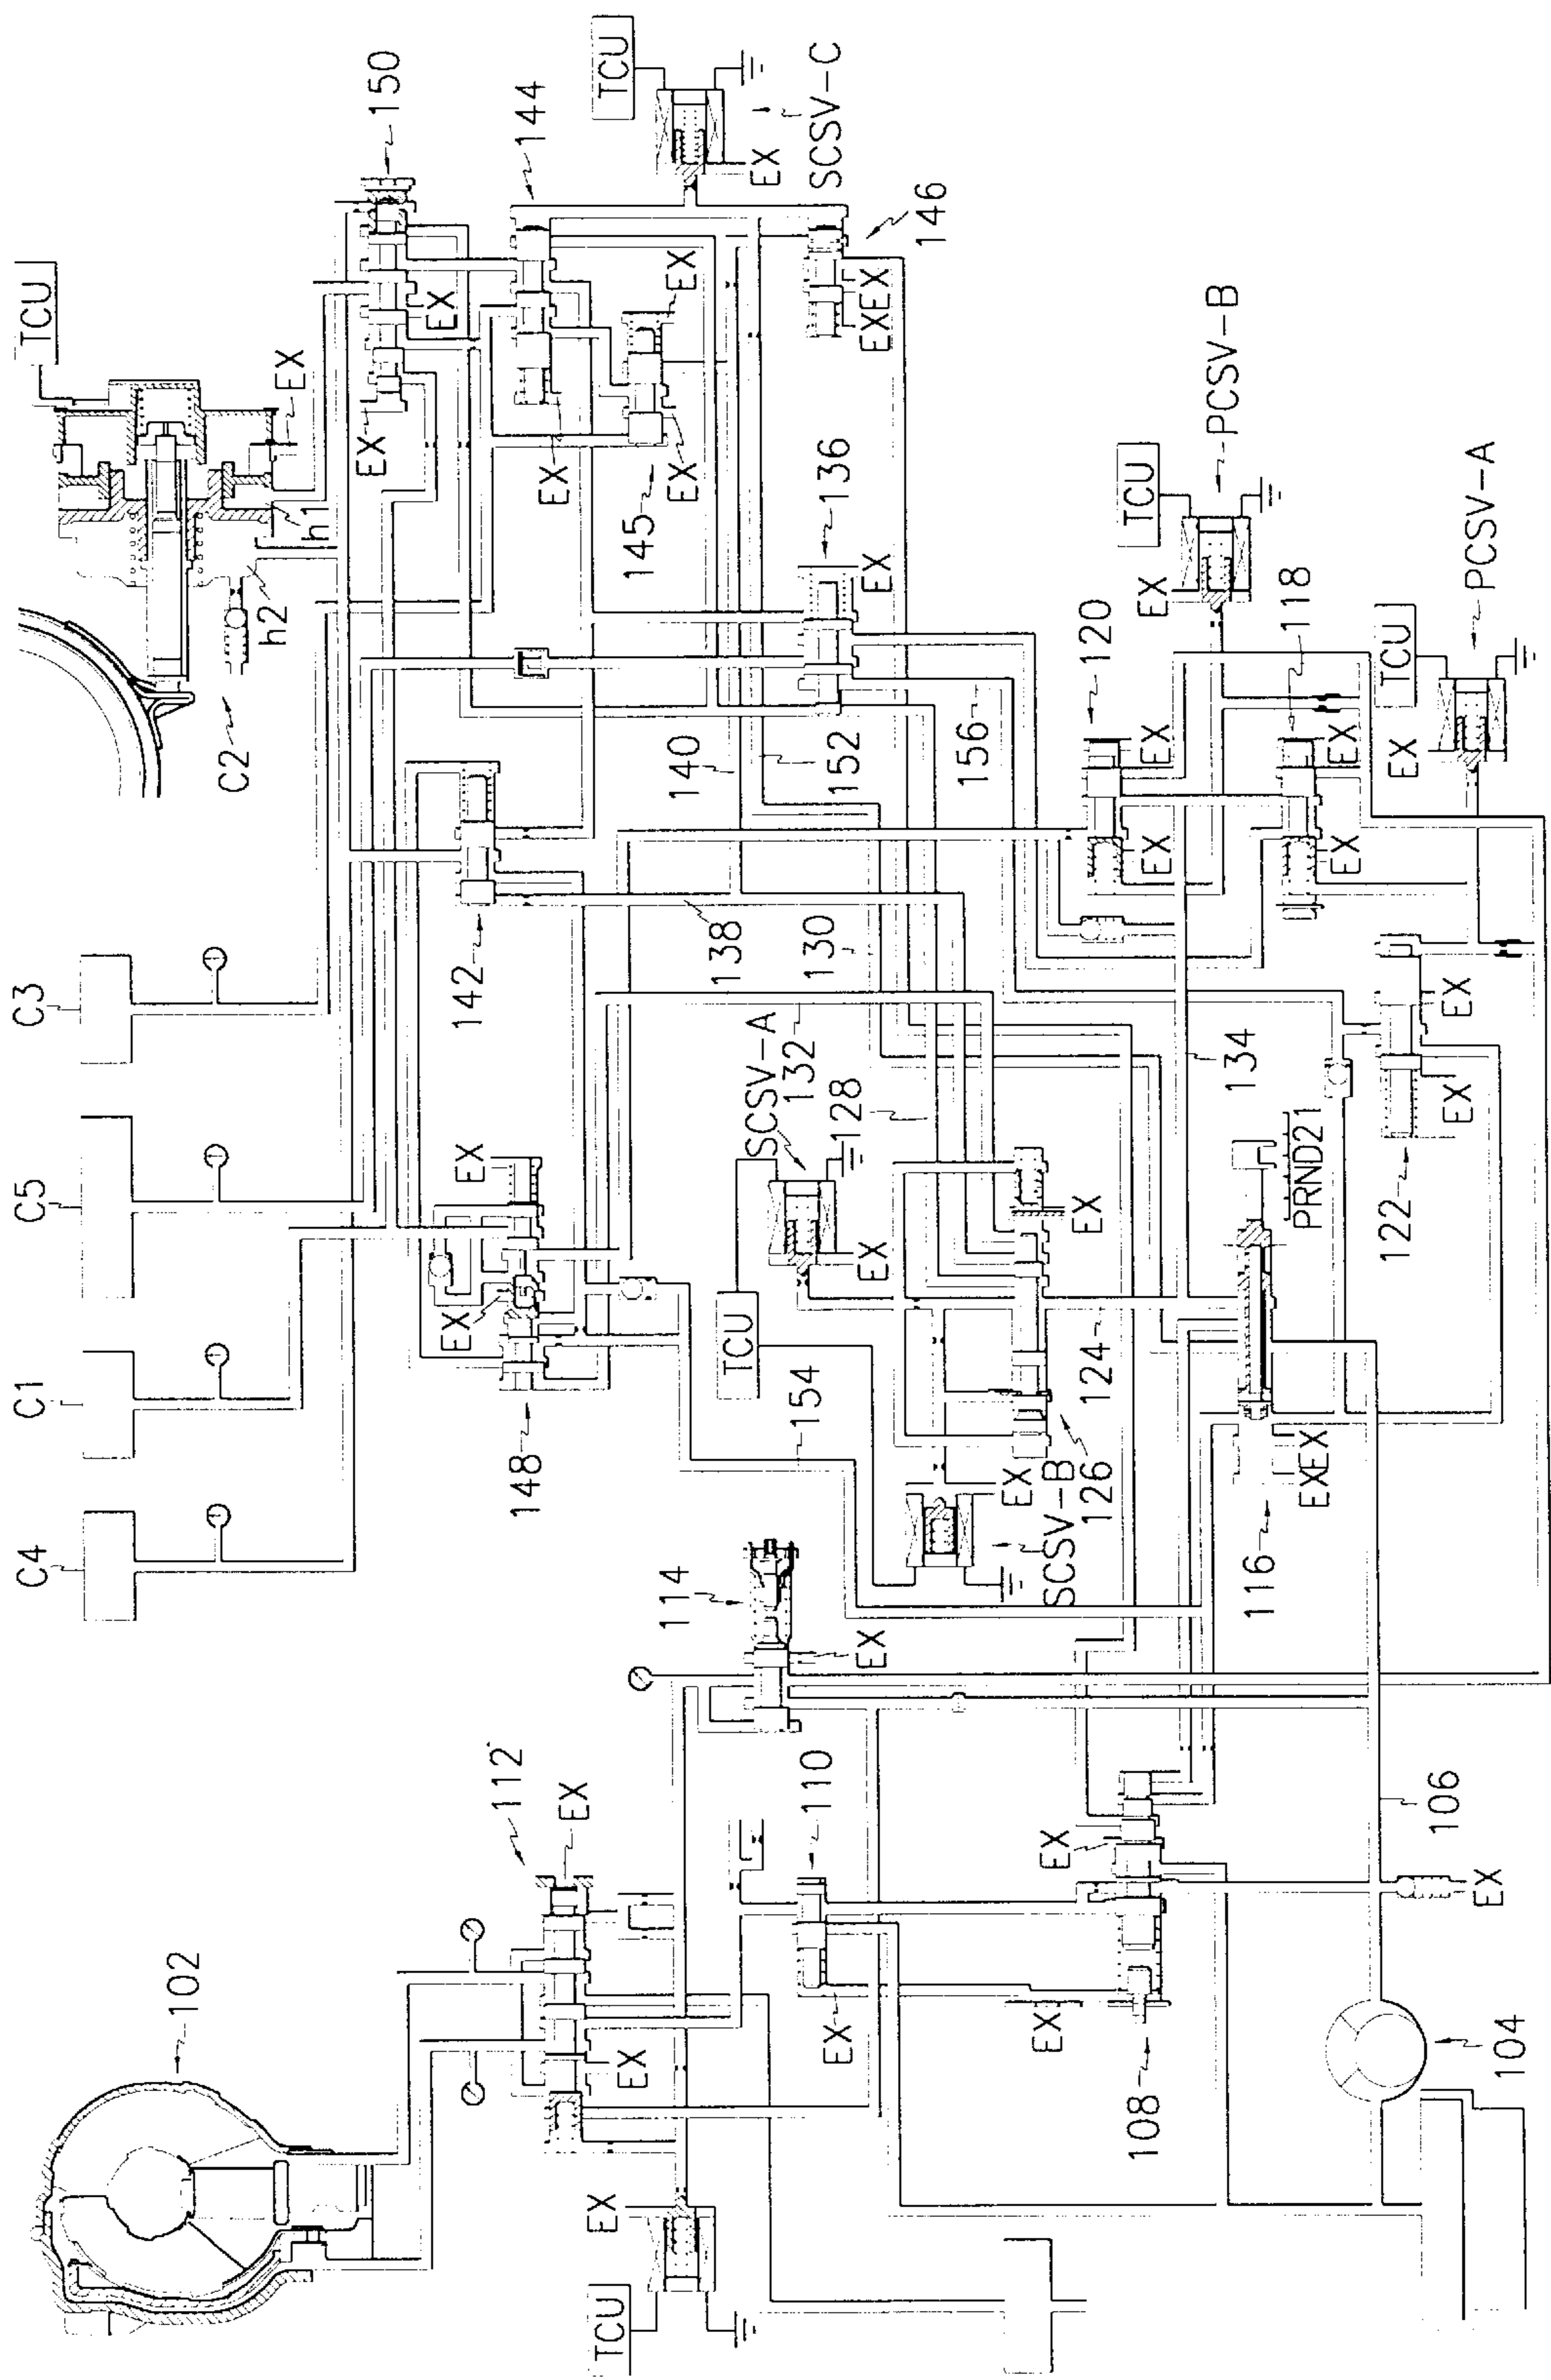 C4
C1
C5
C3
TCU
102
C2
h2
h1
EX
EX
150
EX
EX
EX
142
112
148
144
EX
EX
TCU
EX
TCU
EX
145
114
EX
EX
140
TCU
138
SCSV-A
EX
110
154
132
130
SCSV-C
EX
152
136
128
EX
EX
EX
EXEX
146
156
EX
EX
EX
SCSV-B
EX
126
124
120
108
EX
EX
EX
TCU
134
PCSV-B
116
118
EXEX
PRND21
EX
EX
122
EX
TCU
106
EX
EX
PCSV-A
EX
104